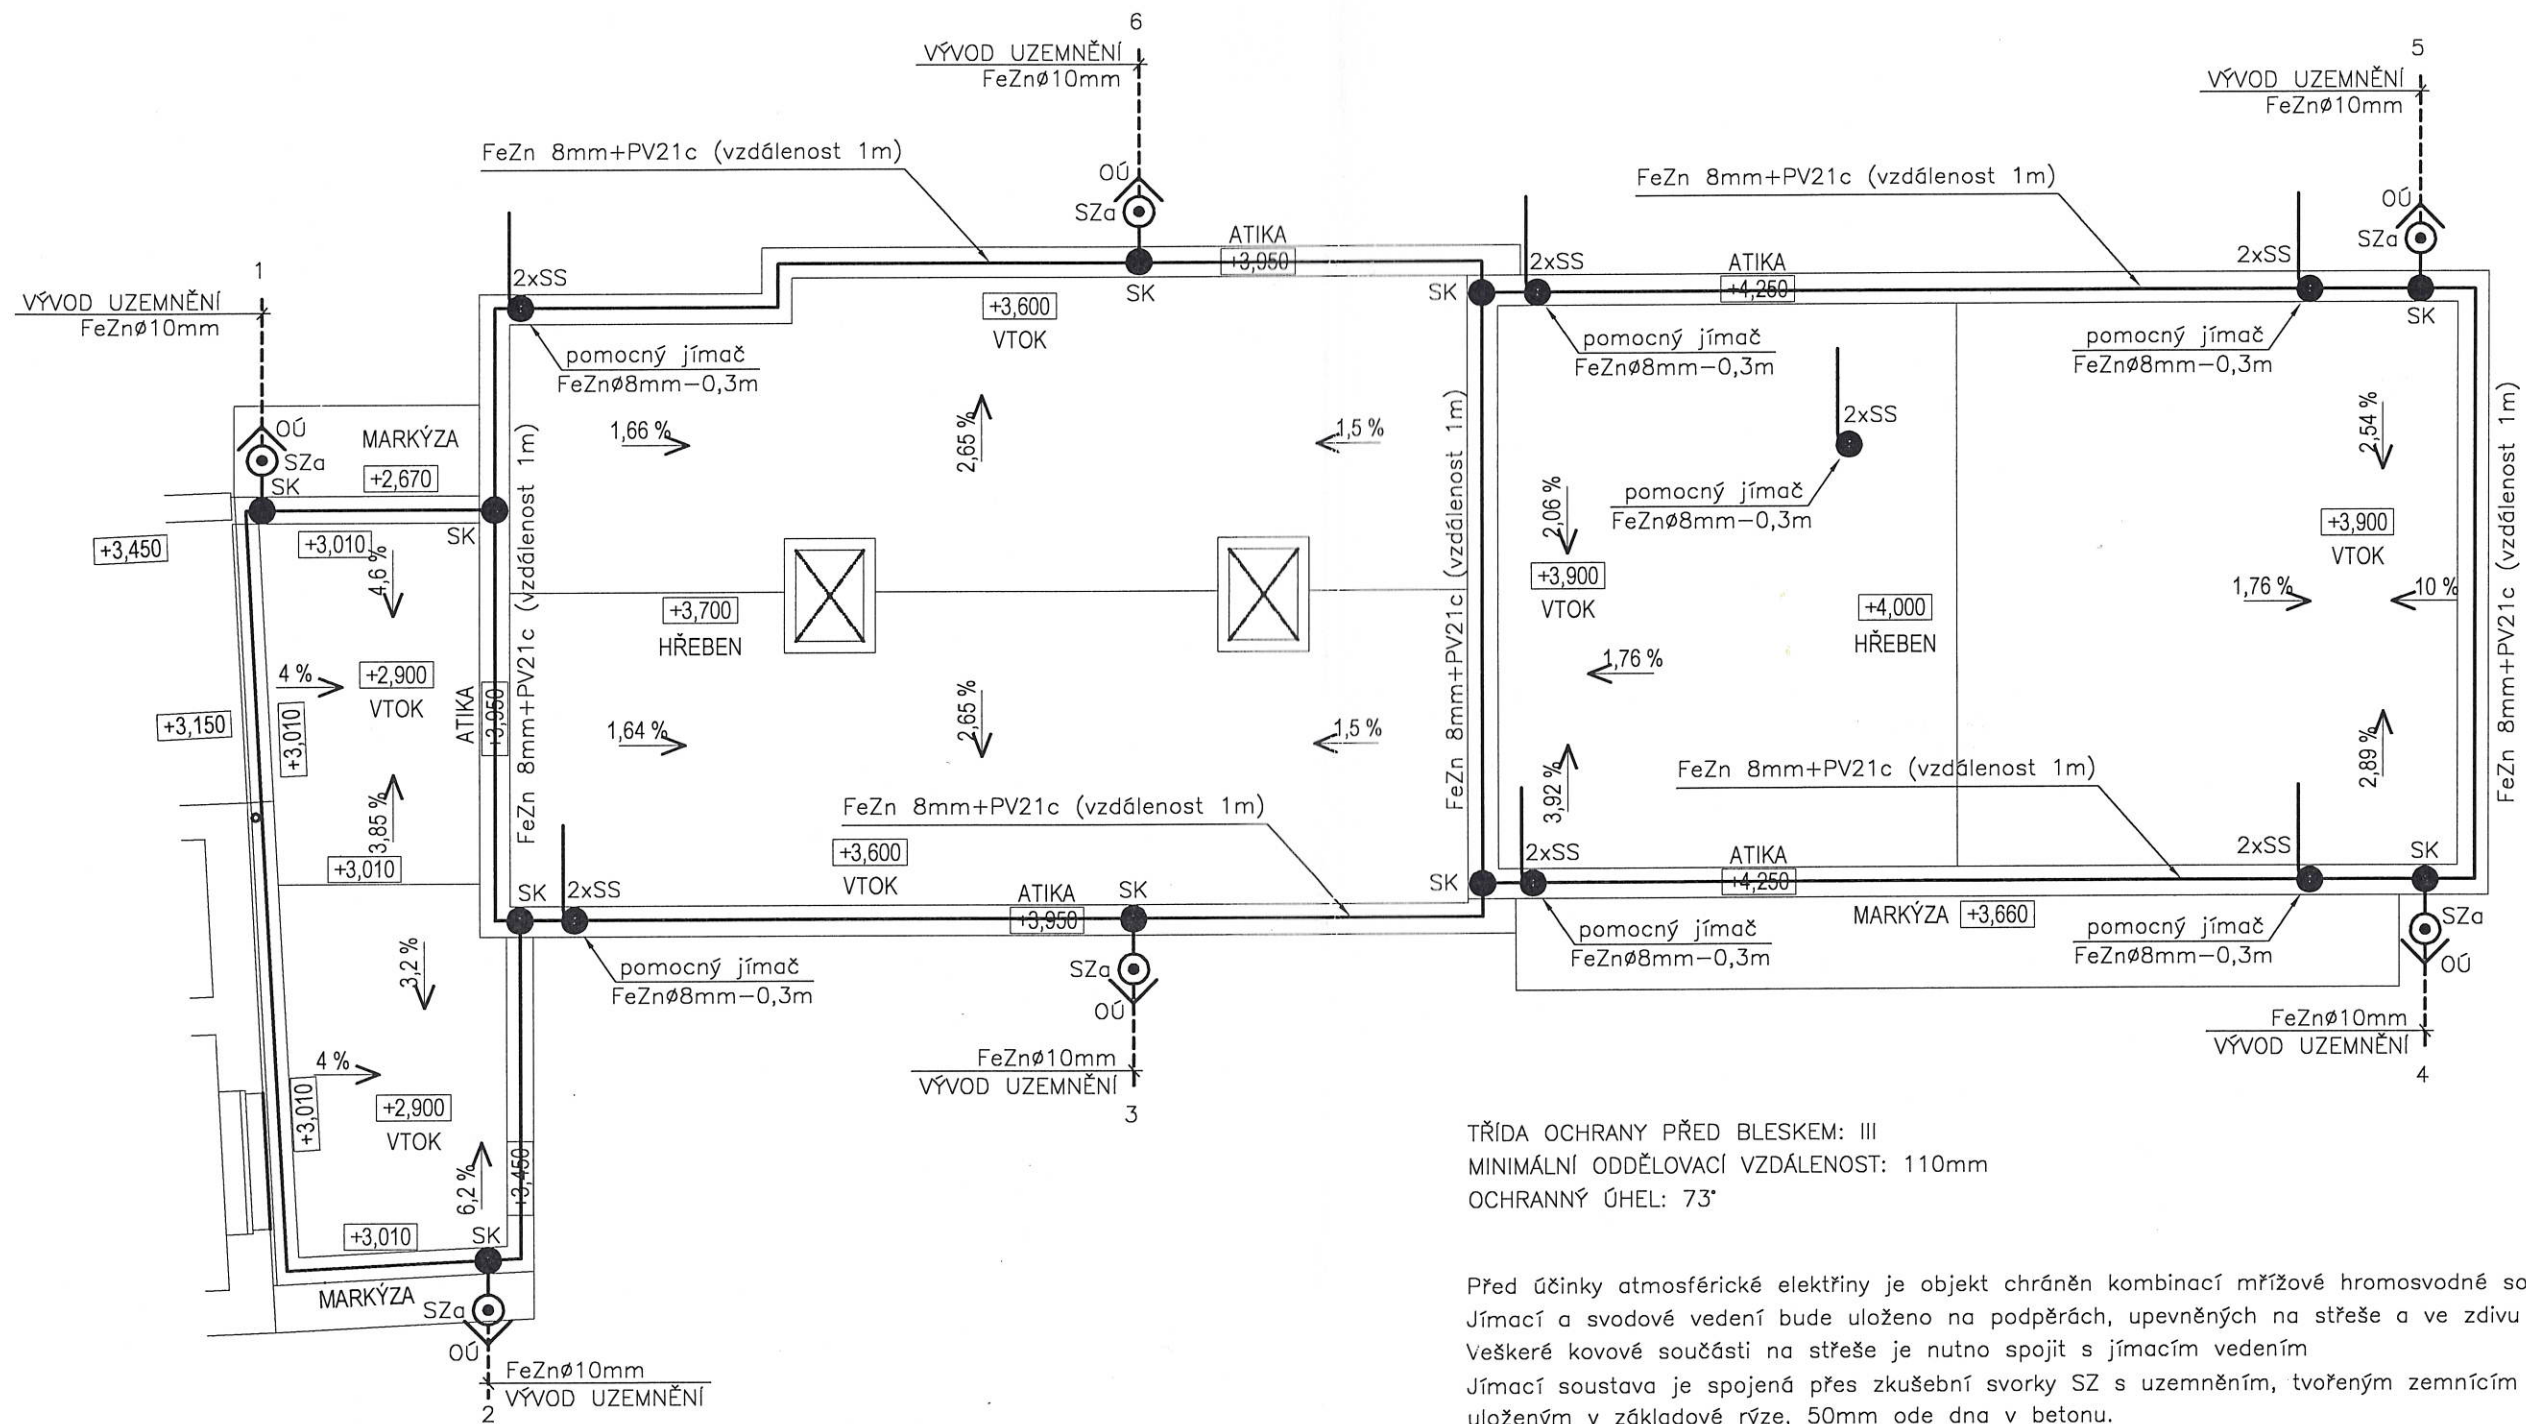 6
VÝVOD UZEMNĚNÍ
FeZnø10mm
5
VÝVOD UZEMNĚNÍ
FeZnø10mm
FeZn 8mm+PV21c (vzdálenost 1m)
OÚ
SZa
FeZn 8mm+PV21c (vzdálenost 1m)
OÚ
SZa
ATIKA
+3,950
SK
2xSS
2xSS
ATIKA
+4,250
2xSS
SK
SK
1
VÝVOD UZEMNĚNÍ
FeZnø10mm
+3,600
VTOK
pomocný jímač
FeZnø8mm-0,3m
pomocný jímač
FeZnø8mm-0,3m
pomocný jímač
FeZnø8mm-0,3m
OÚ
SZa
SK
MARKÝZA
+2,670
1,66 %
2,65 %
1,5 %
2xSS
pomocný jímač
FeZnø8mm-0,3m
2,54 %
+3,450
+3,010
SK
4,6 %
FeZn 8mm+PV21c (vzdálenost 1m)
FeZn 8mm+PV21c (vzdálenost 1m)
FeZn 8mm+PV21c (vzdálenost 1m)
2,06 %
+3,900
VTOK
+3,900
VTOK
1,76 %
10 %
+3,700
HŘEBEN
+4,000
HŘEBEN
1,76 %
4 %
+2,900
VTOK
+3,150
+3,010
ATIKA
+3,950
1,64 %
2,65 %
1,5 %
3,85 %
+3,010
3,92 %
2,89 %
FeZn 8mm+PV21c (vzdálenost 1m)
FeZn 8mm+PV21c (vzdálenost 1m)
+3,600
VTOK
SK
2xSS
ATIKA
+3,950
SK
SK
2xSS
ATIKA
+4,250
2xSS
SK
MARKÝZA
+3,660
SZa
OÚ
pomocný jímač
FeZnø8mm-0,3m
SZa
OÚ
pomocný jímač
FeZnø8mm-0,3m
pomocný jímač
FeZnø8mm-0,3m
3,2 %
FeZnø10mm
VÝVOD UZEMNĚNÍ
3
FeZnø10mm
VÝVOD UZEMNĚNÍ
4
4 %
+3,010
+2,900
VTOK
6,2 %
+3,450
+3,010
SK
MARKÝZA
SZa
OÚ
FeZnø10mm
VÝVOD UZEMNĚNÍ
2
TŘÍDA OCHRANY PŘED BLESKEM: III
MINIMÁLNÍ ODDĚLOVACÍ VZDÁLENOST: 110mm
OCHRANNÝ ÚHEL: 73°
Před účinky atmosférické elektřiny je objekt chráněn kombinací mřížové hromosvodné so
Jímací a svodové vedení bude uloženo na podpěrách, upevněných na střeše a ve zdivu
Veškeré kovové součásti na střeše je nutno spojit s jímacím vedením
Jímací soustava je spojená přes zkušební svorky SZ s uzemněním, tvořeným zemnícím
uloženým v základové rýze, 50mm ode dna v betonu.